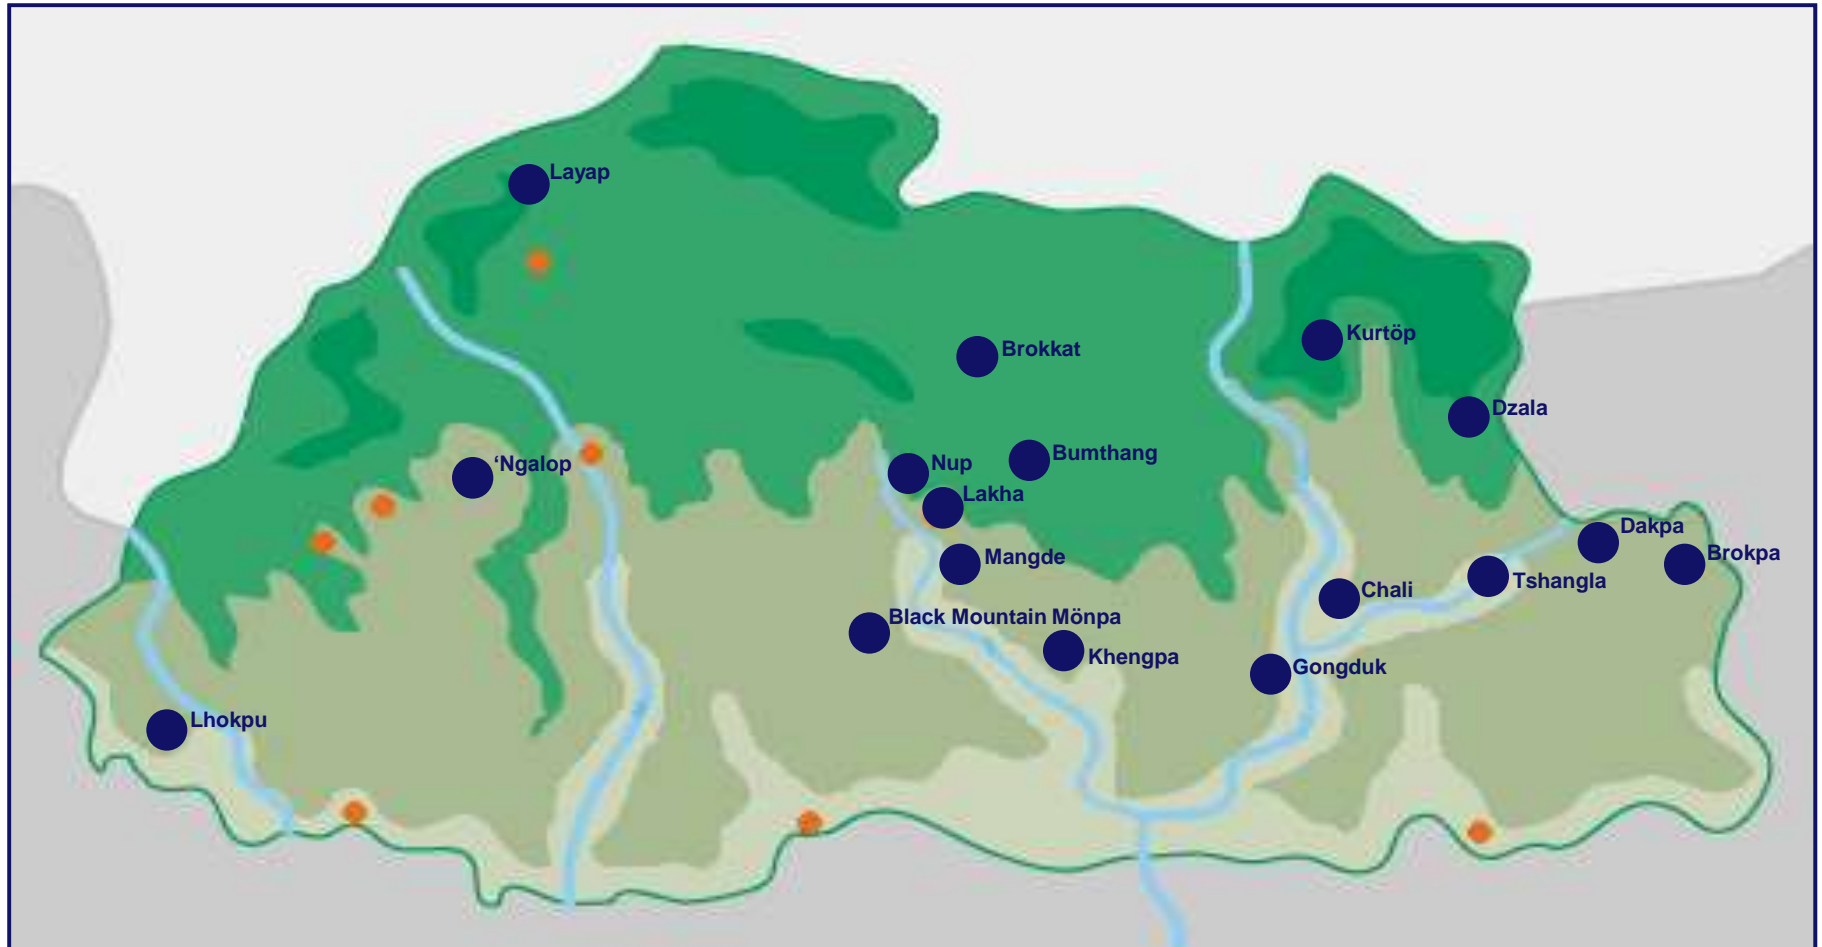 Layap
Kurtöp
Brokkat
Dzala
Bumthang
Nup
‘Ngalop
Lakha
Dakpa
Brokpa
Mangde
Tshangla
Chali
Black Mountain Mönpa
Khengpa
Gongduk
Lhokpu